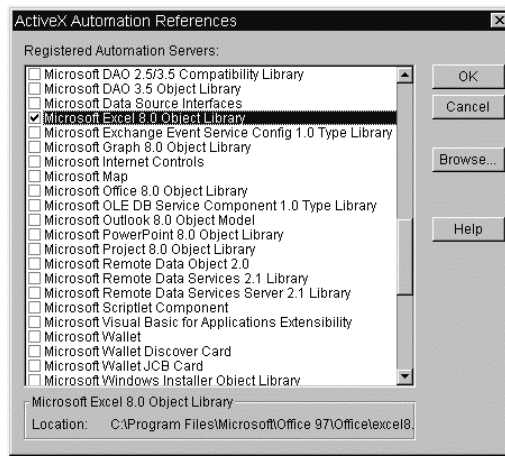 ActiveX Automation References
Registered Automation Servers:
Microsoft DAO 2.5/3.5 Compatibility Library
Microsoft DAO 3.5 Object Library
Microsoft Data Source Interfaces
Microsoft Excel 8.0 Object Library
Microsoft Exchange Event Service Config 1.0 Type Library
Microsoft Graph 8.0 Object Library
Microsoft Internet Controls
Microsoft Map
Microsoft Office 8.0 Object Library
Microsoft OLE DB Service Component 1.0 Type Library
Microsoft Outlook 8.0 Object Model
Microsoft PowerPoint 8.0 Object Library
Microsoft Project 8.0 Object Library
Microsoft Remote Data Object 2.0
Microsoft Remote Data Services 2.1 Library
Microsoft Remote Data Services Server 2.1 Library
Microsoft Scriptlet Component
Microsoft Visual Basic for Applications Extensibility
Microsoft Wallet
Microsoft Wallet Discover Card
Microsoft Wallet JCB Card
Microsoft Windows Installer Object Library
OK
Cancel
Browse...
Help
Microsoft Excel 8.0 Object Library
Location: C:\Program Files\Microsoft\Office 97\Office\excel8.